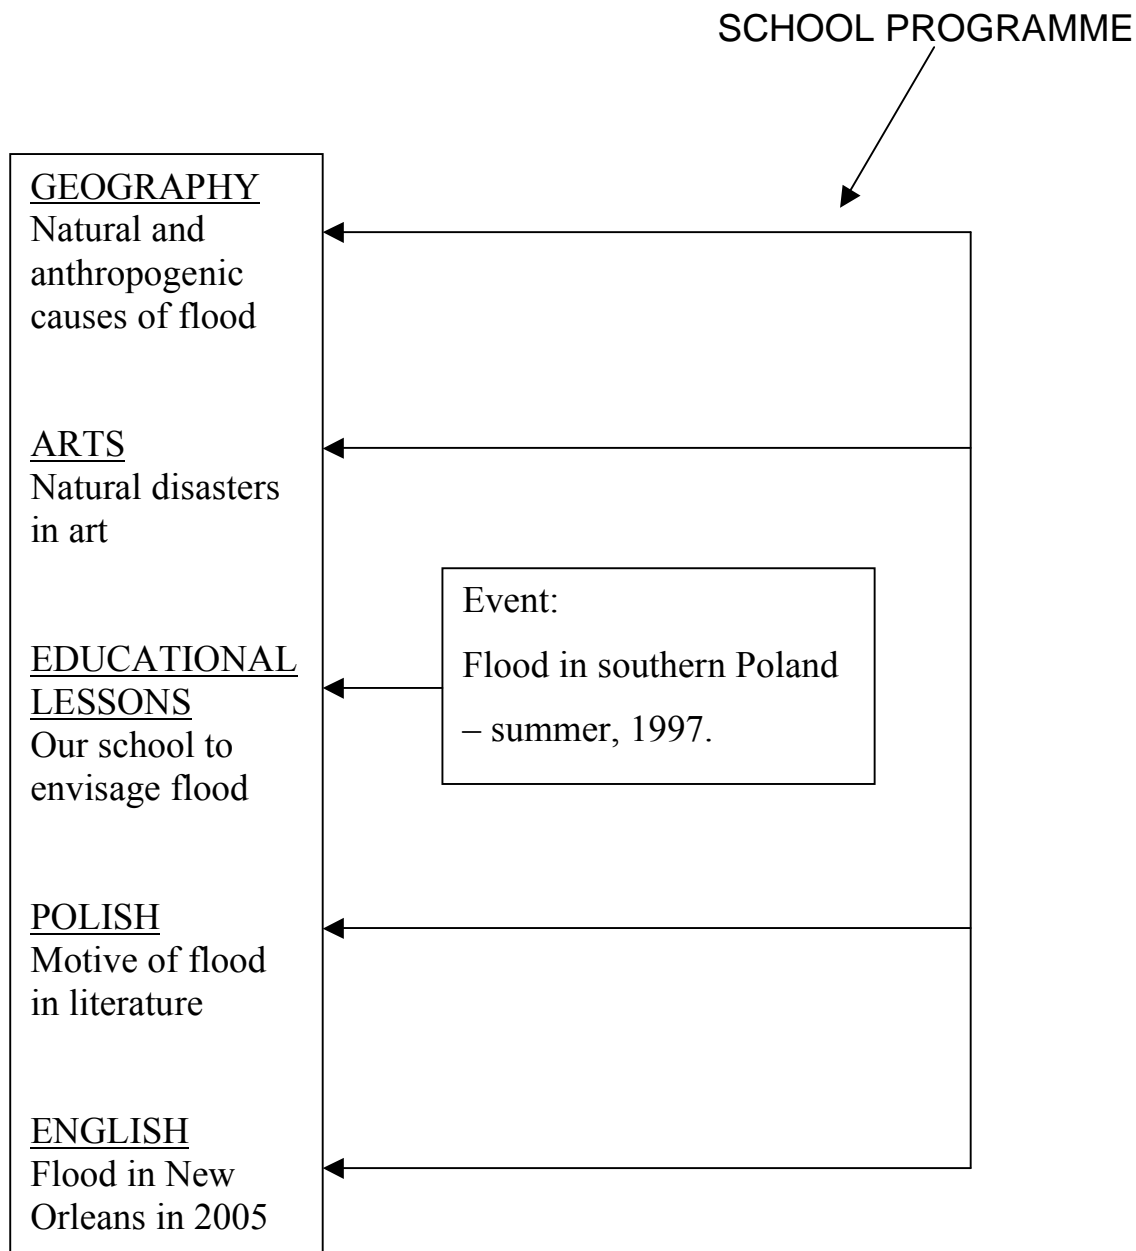 SCHOOL PROGRAMME
GEOGRAPHY
Natural and
anthropogenic
causes of flood
ARTS
Natural disasters
in art
EDUCATIONAL
LESSONS
Our school to
envisage flood
POLISH
Motive of flood
in literature
ENGLISH
Flood in New
Orleans in 2005
Event:
Flood in southern Poland
– summer, 1997.